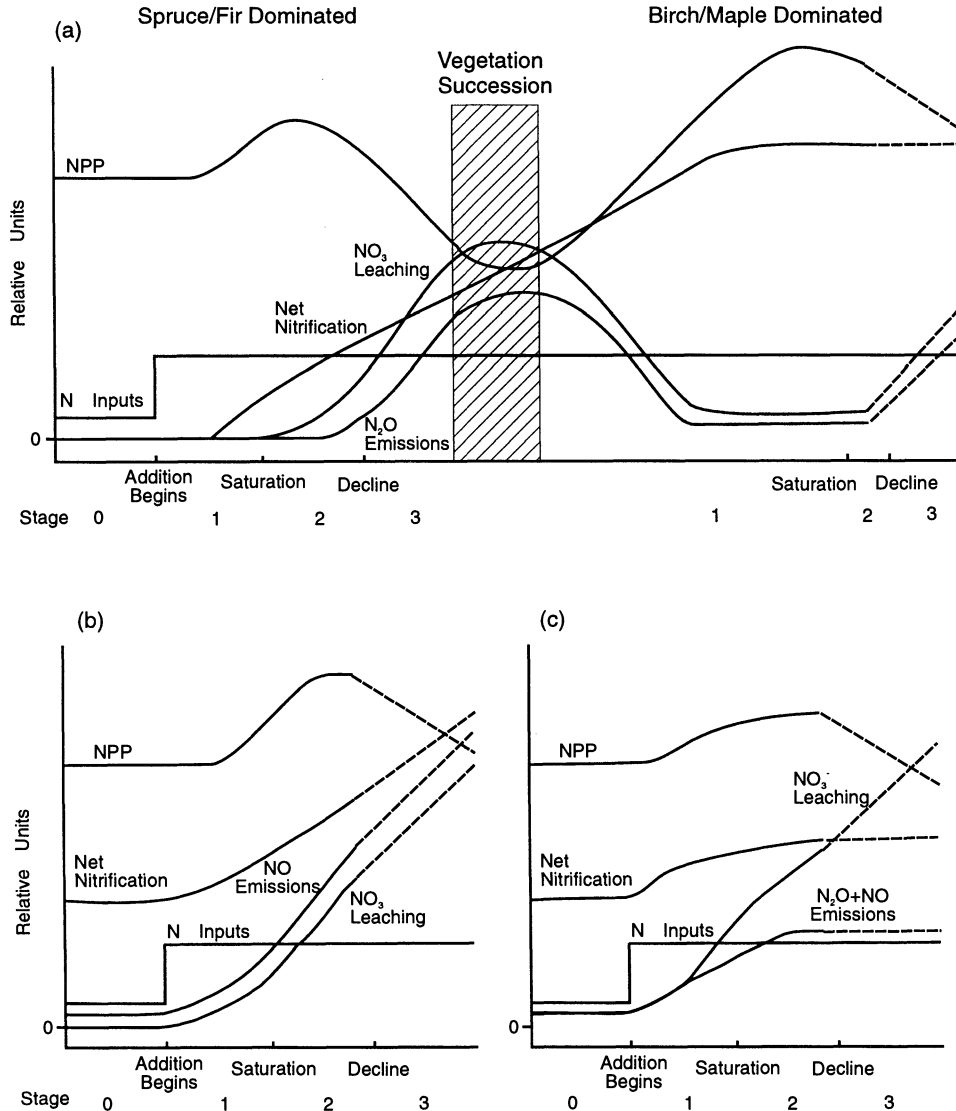 Spruce/Fir Dominated
Birch/Maple Dominated
(a)
Vegetation
Succession
NPP
NO₃
Leaching
Net
Nitrification
N Inputs
N₂O
Emissions
0
Relative Units
Addition
Begins
Saturation
Decline
Saturation
Decline
Stage 0 1 2 3 1 2 3
(b)
NPP
Net
Nitrification
NO
Emissions
NO₃
Leaching
N Inputs
0
Relative Units
Addition
Begins
Saturation
Decline
Stage 0 1 2 3
(c)
NPP
NO₃⁻
Leaching
Net
Nitrification
N₂O+NO
Emissions
N Inputs
0
Addition
Begins
Saturation
Decline
0 1 2 3